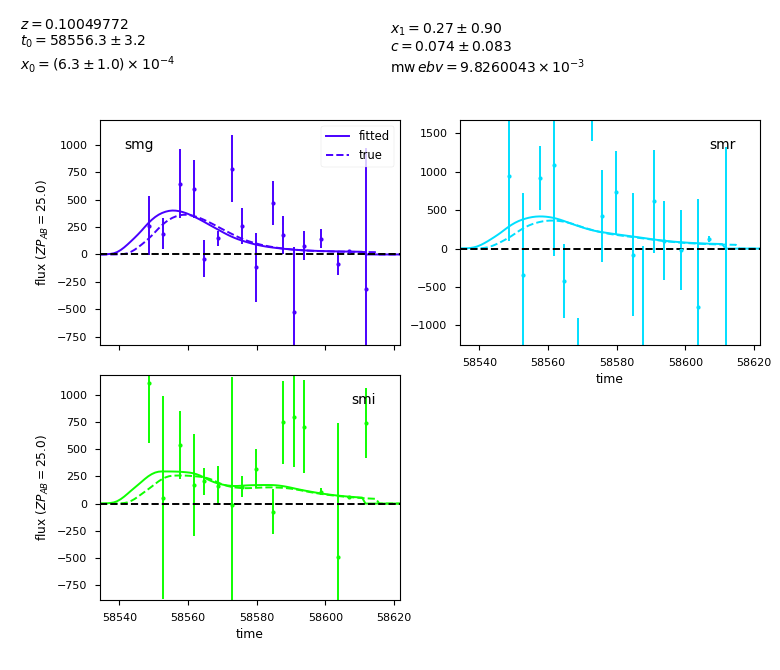 z = 0.10049772
t₀ = 58556.3 ± 3.2
x₀ = (6.3 ± 1.0) × 10⁻⁴
x₁ = 0.27 ± 0.90
c = 0.074 ± 0.083
mw ebv = 9.8260043 × 10⁻³
smg
fitted
true
1000
750
500
250
0
−250
−500
−750
flux (ZP_AB = 25.0)
smr
1500
1000
500
0
−500
−1000
58540 58560 58580 58600 58620
time
smi
1000
750
500
250
0
−250
−500
−750
flux (ZP_AB = 25.0)
58540 58560 58580 58600 58620
time